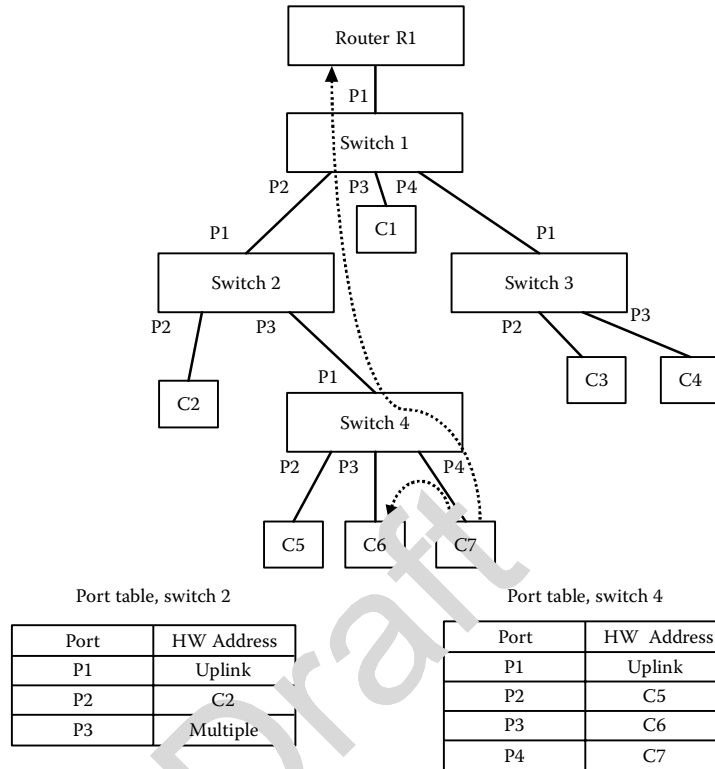 Router R1
P1
Switch 1
P2 P3 P4
C1
P1 P1
Switch 2 Switch 3
P2 P3 P2 P3
C2 C3 C4
P1
Switch 4
P2 P3 P4
C5 C6 C7
Port table, switch 2
Port HW Address
P1 Uplink
P2 C2
P3 Multiple
Port table, switch 4
Port HW Address
P1 Uplink
P2 C5
P3 C6
P4 C7
Draft